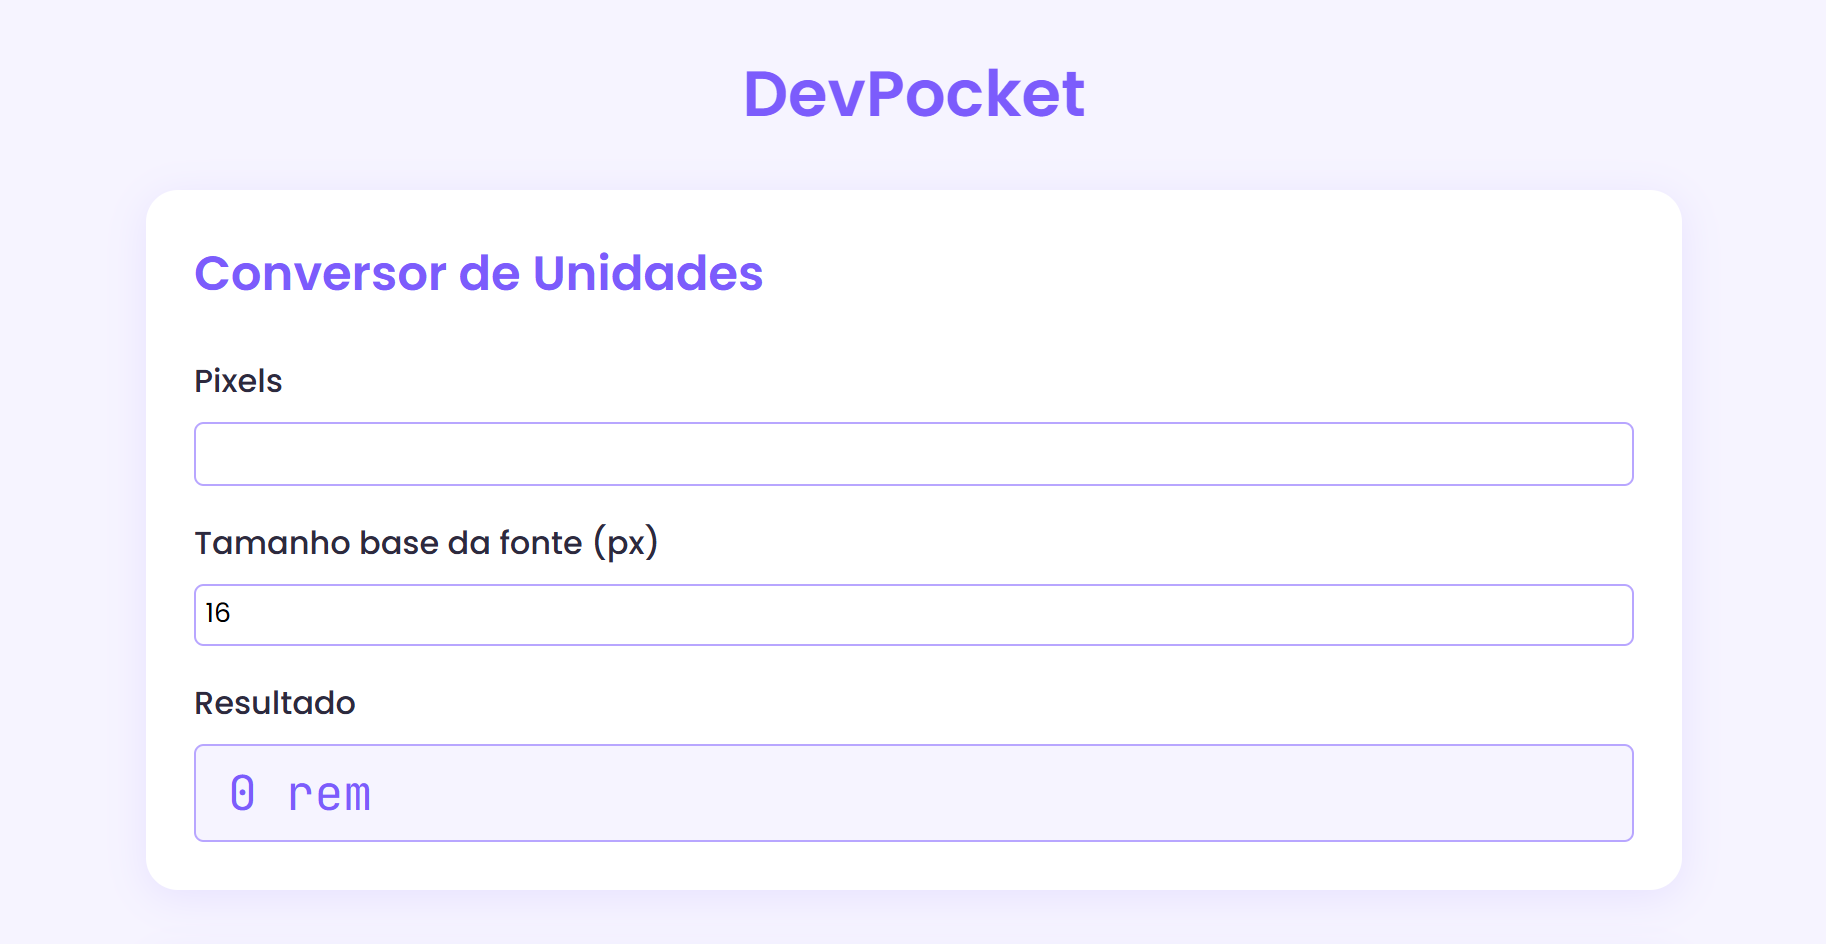 DevPocket
Conversor de Unidades
Pixels
Tamanho base da fonte (px)
16
Resultado
0 rem